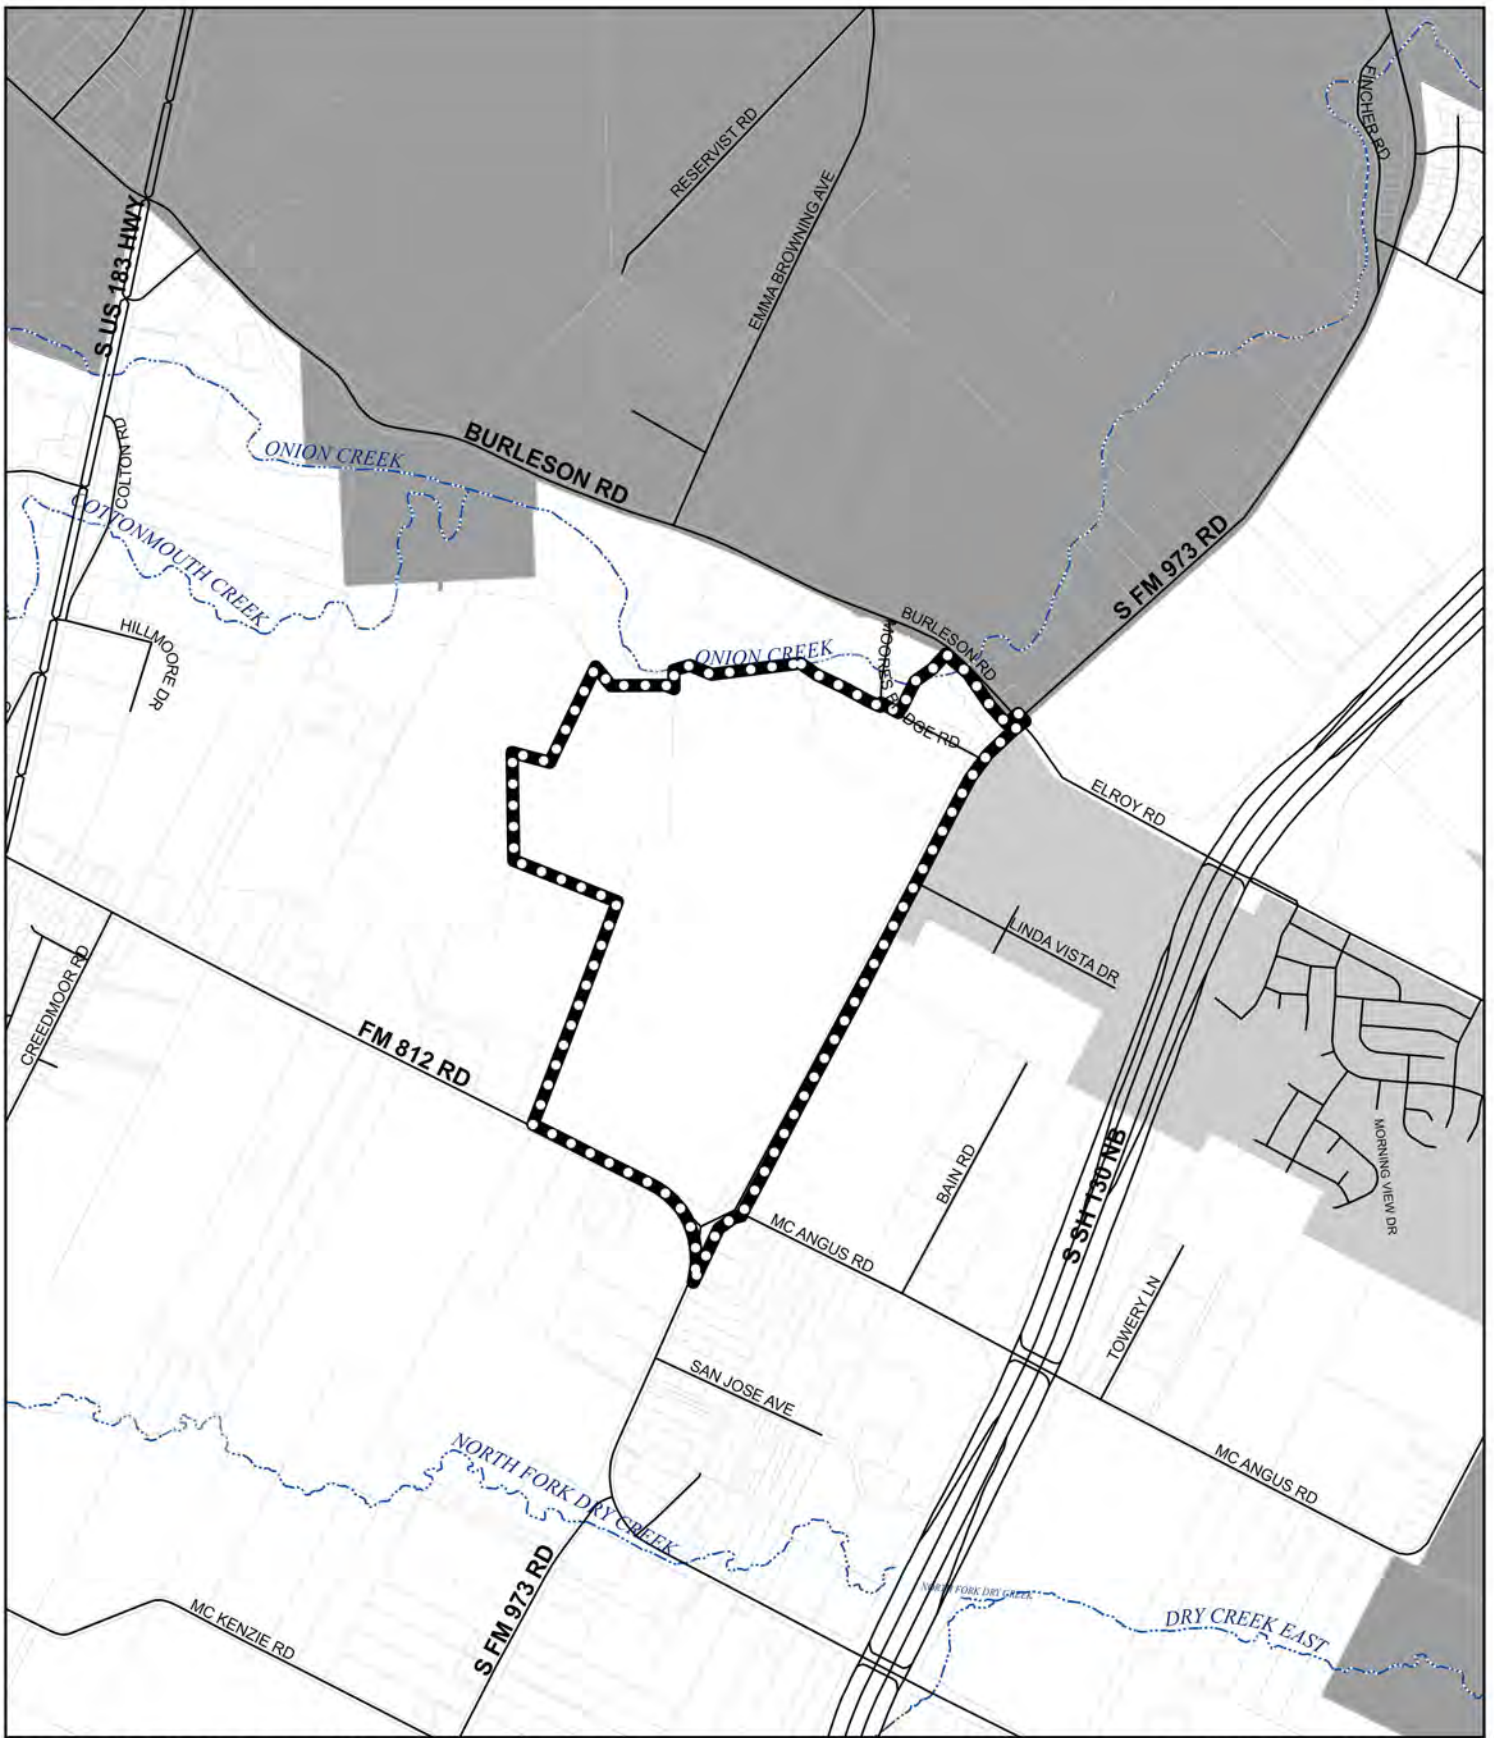 FINCHER RD
RESERVIST RD
EMMA BROWNING AVE
S US 183 HWY
COLTON RD
ONION CREEK
BURLESON RD
COTTONMOUTH CREEK
S FM 973 RD
HILLMOORE DR
BURLESON RD
ONION CREEK
ELROY RD
LINDA VISTA DR
CREEDMOOR RD
FM 812 RD
MORNING VIEW DR
BAIN RD
S SH 130 NB
MC ANGUS RD
TOWERY LN
SAN JOSE AVE
NORTH FORK DRY CREEK
MC ANGUS RD
S FM 973 RD
NORTH FORK DRY CREEK
DRY CREEK EAST
MC KENZIE RD